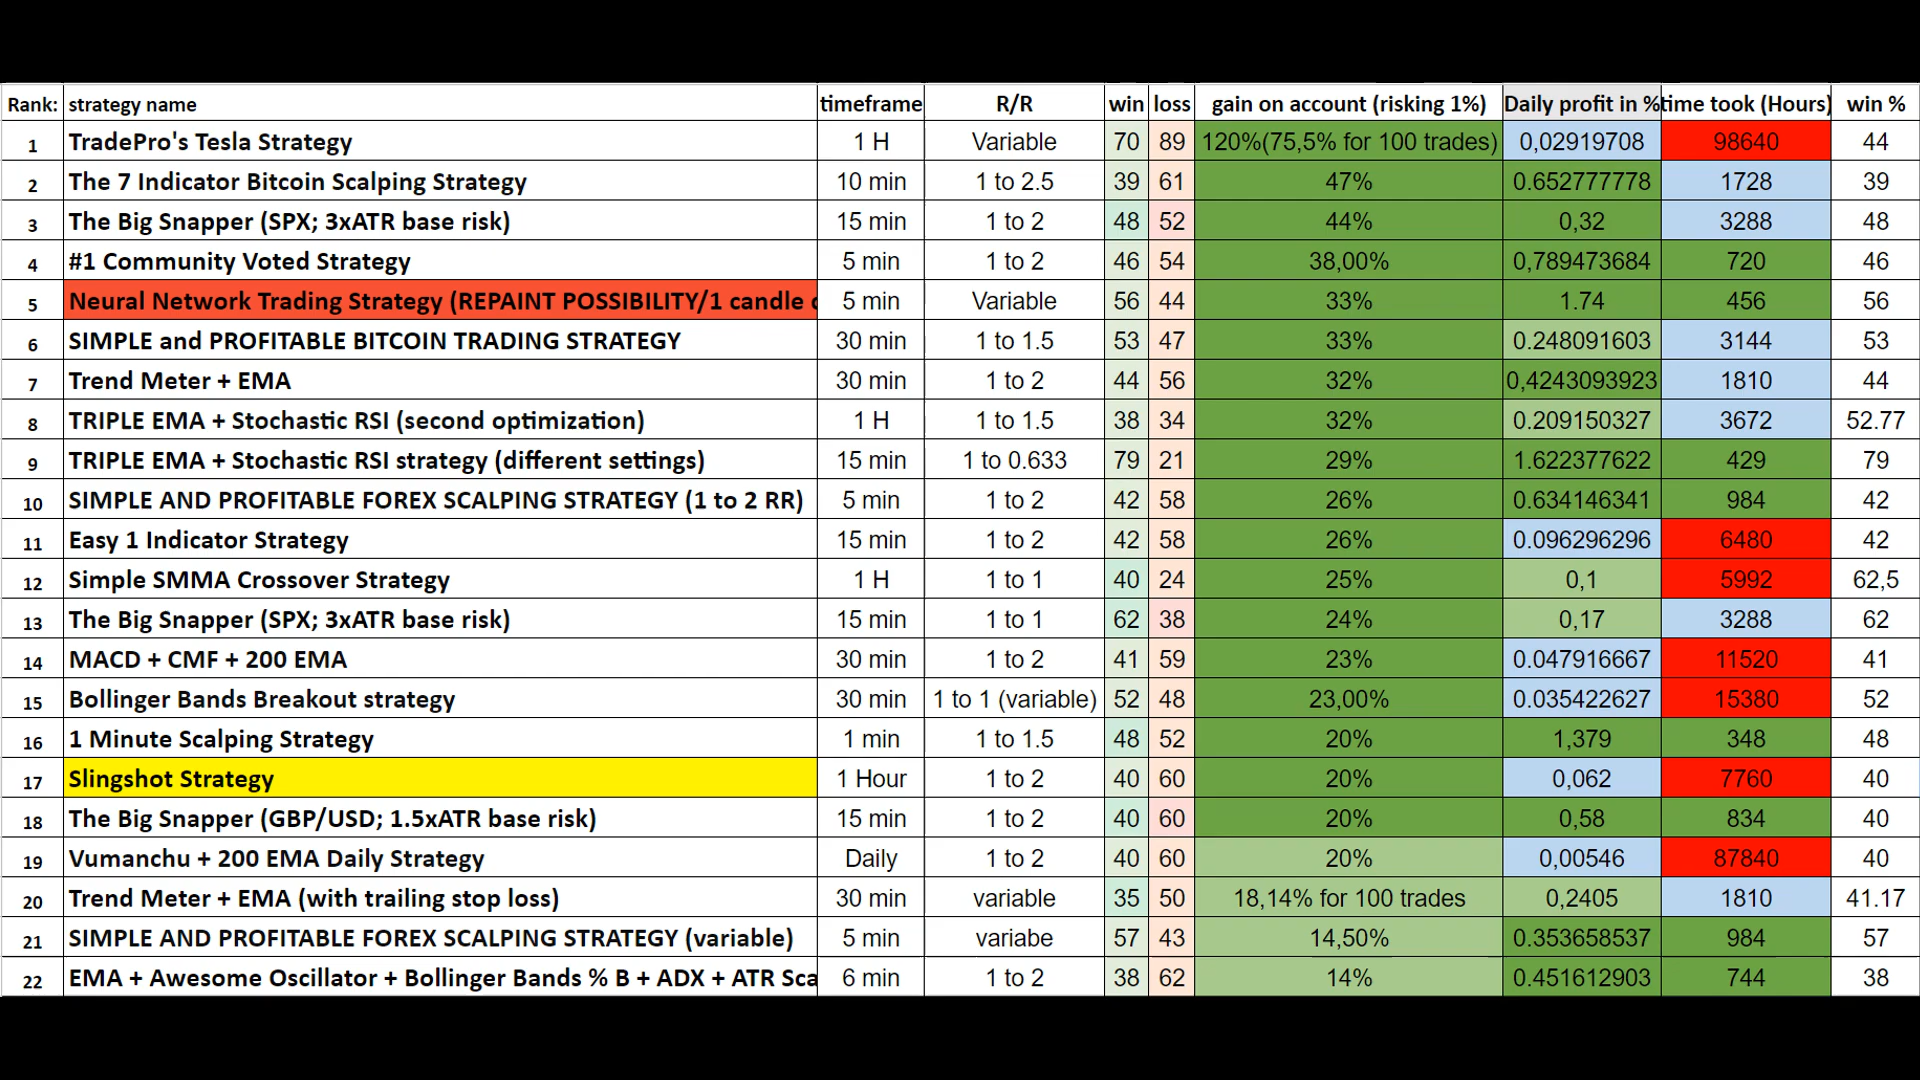 Rank: strategy name timeframe R/R win loss gain on account (risking 1%) Daily profit in % time took (Hours) win %
1 TradePro's Tesla Strategy 1 H Variable 70 89 120%(75,5% for 100 trades) 0,02919708 98640 44
2 The 7 Indicator Bitcoin Scalping Strategy 10 min 1 to 2.5 39 61 47% 0.652777778 1728 39
3 The Big Snapper (SPX; 3xATR base risk) 15 min 1 to 2 48 52 44% 0,32 3288 48
4 #1 Community Voted Strategy 5 min 1 to 2 46 54 38,00% 0,789473684 720 46
5 Neural Network Trading Strategy (REPAINT POSSIBILITY/1 candle 5 min Variable 56 44 33% 1.74 456 56
6 SIMPLE and PROFITABLE BITCOIN TRADING STRATEGY 30 min 1 to 1.5 53 47 33% 0.248091603 3144 53
7 Trend Meter + EMA 30 min 1 to 2 44 56 32% 0,4243093923 1810 44
8 TRIPLE EMA + Stochastic RSI (second optimization) 1 H 1 to 1.5 38 34 32% 0.209150327 3672 52.77
9 TRIPLE EMA + Stochastic RSI strategy (different settings) 15 min 1 to 0.633 79 21 29% 1.622377622 429 79
10 SIMPLE AND PROFITABLE FOREX SCALPING STRATEGY (1 to 2 RR) 5 min 1 to 2 42 58 26% 0.634146341 984 42
11 Easy 1 Indicator Strategy 15 min 1 to 2 42 58 26% 0.096296296 6480 42
12 Simple SMMA Crossover Strategy 1 H 1 to 1 40 24 25% 0,1 5992 62,5
13 The Big Snapper (SPX; 3xATR base risk) 15 min 1 to 1 62 38 24% 0,17 3288 62
14 MACD + CMF + 200 EMA 30 min 1 to 2 41 59 23% 0.047916667 11520 41
15 Bollinger Bands Breakout strategy 30 min 1 to 1 (variable) 52 48 23,00% 0.035422627 15380 52
16 1 Minute Scalping Strategy 1 min 1 to 1.5 48 52 20% 1,379 348 48
17 Slingshot Strategy 1 Hour 1 to 2 40 60 20% 0,062 7760 40
18 The Big Snapper (GBP/USD; 1.5xATR base risk) 15 min 1 to 2 40 60 20% 0,58 834 40
19 Vumanchu + 200 EMA Daily Strategy Daily 1 to 2 40 60 20% 0,00546 87840 40
20 Trend Meter + EMA (with trailing stop loss) 30 min variable 35 50 18,14% for 100 trades 0,2405 1810 41.17
21 SIMPLE AND PROFITABLE FOREX SCALPING STRATEGY (variable) 5 min variabe 57 43 14,50% 0.353658537 984 57
22 EMA + Awesome Oscillator + Bollinger Bands % B + ADX + ATR Sca 6 min 1 to 2 38 62 14% 0.451612903 744 38